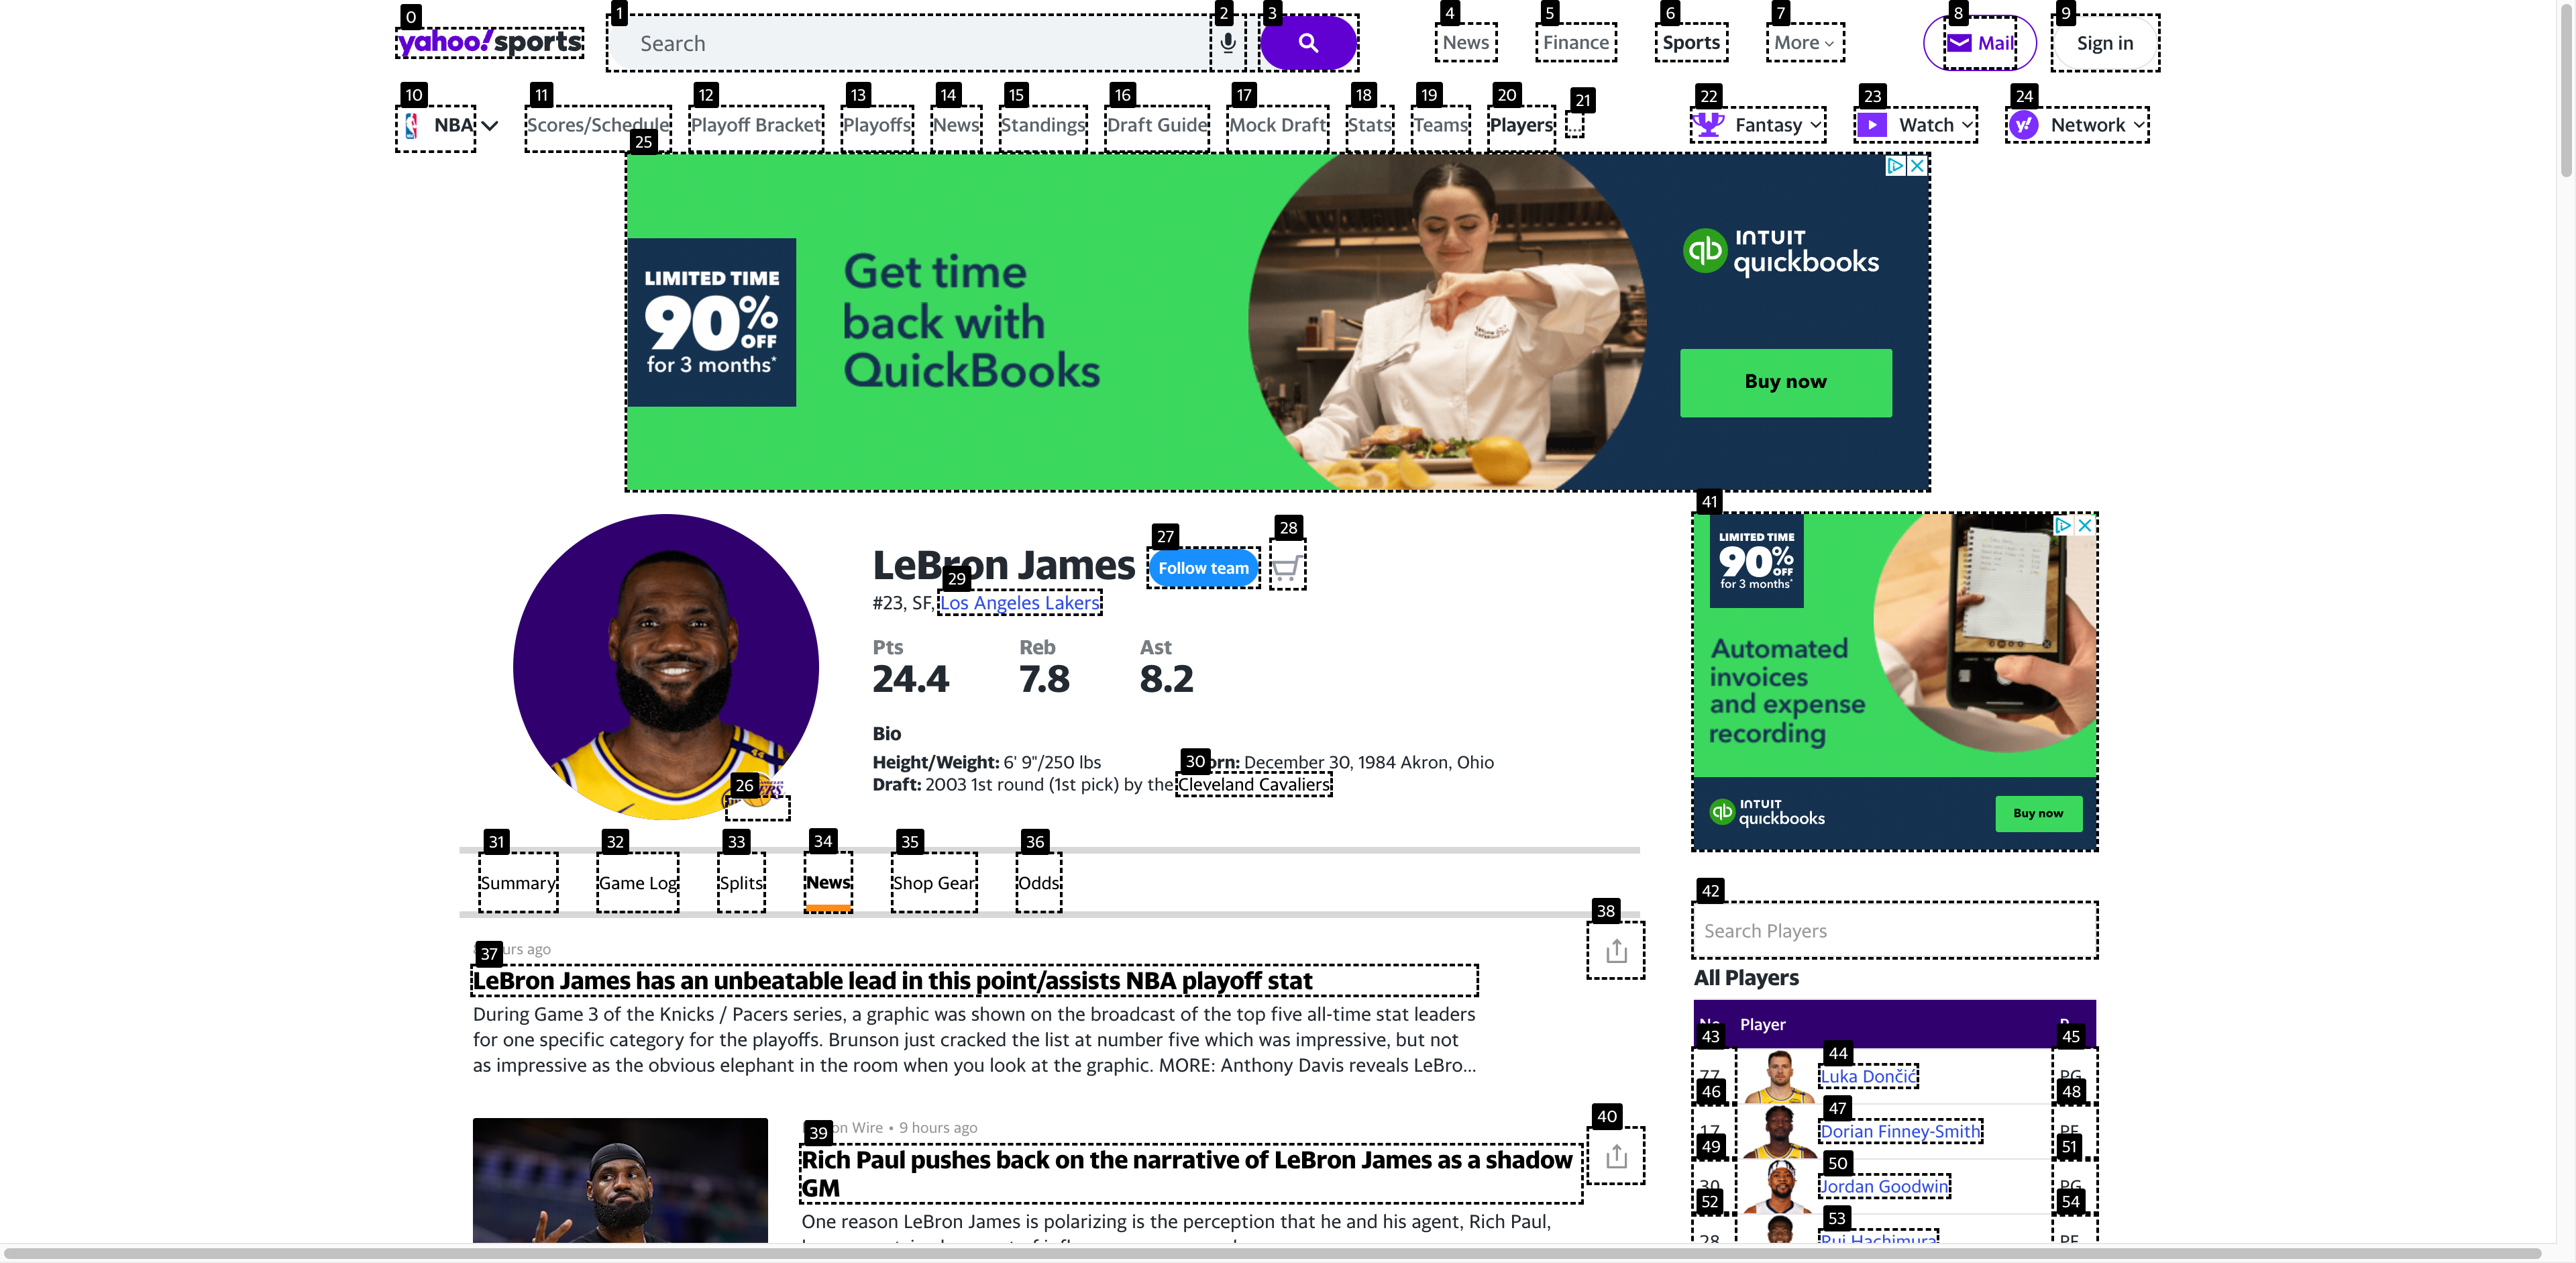 0 1 2 3 4 5 6 7 8 9
yahoo!sports Search News Finance Sports More Mail Sign in
10 11 12 13 14 15 16 17 18 19 20 21 22 23 24
NBA Scores/Schedule Playoff Bracket Playoffs News Standings Draft Guide Mock Draft Stats Teams Players ... Fantasy Watch Network
25
LIMITED TIME
90% OFF
for 3 months*
Get time
back with
QuickBooks
INTUIT
quickbooks
Buy now
27 28
LeBron James Follow team
29
#23, SF, Los Angeles Lakers
Pts Reb Ast
24.4 7.8 8.2
Bio
30
Height/Weight: 6' 9"/250 lbs orn: December 30, 1984 Akron, Ohio
Draft: 2003 1st round (1st pick) by the Cleveland Cavaliers
26
31 32 33 34 35 36
Summary Game Log Splits News Shop Gear Odds
38
37 urs ago
LeBron James has an unbeatable lead in this point/assists NBA playoff stat
During Game 3 of the Knicks / Pacers series, a graphic was shown on the broadcast of the top five all-time stat leaders
for one specific category for the playoffs. Brunson just cracked the list at number five which was impressive, but not
as impressive as the obvious elephant in the room when you look at the graphic. MORE: Anthony Davis reveals LeBro...
40
39 on Wire • 9 hours ago
Rich Paul pushes back on the narrative of LeBron James as a shadow
GM
One reason LeBron James is polarizing is the perception that he and his agent, Rich Paul,
41
LIMITED TIME
90% OFF
for 3 months*
Automated
invoices
and expense
recording
INTUIT
quickbooks
Buy now
42
Search Players
All Players
Player
43 44 45
77 Luka Dončić PG
46 47 48
17 Dorian Finney-Smith PF
49 50 51
30 Jordan Goodwin PG
52 53 54
28 Rui Hachimura PF